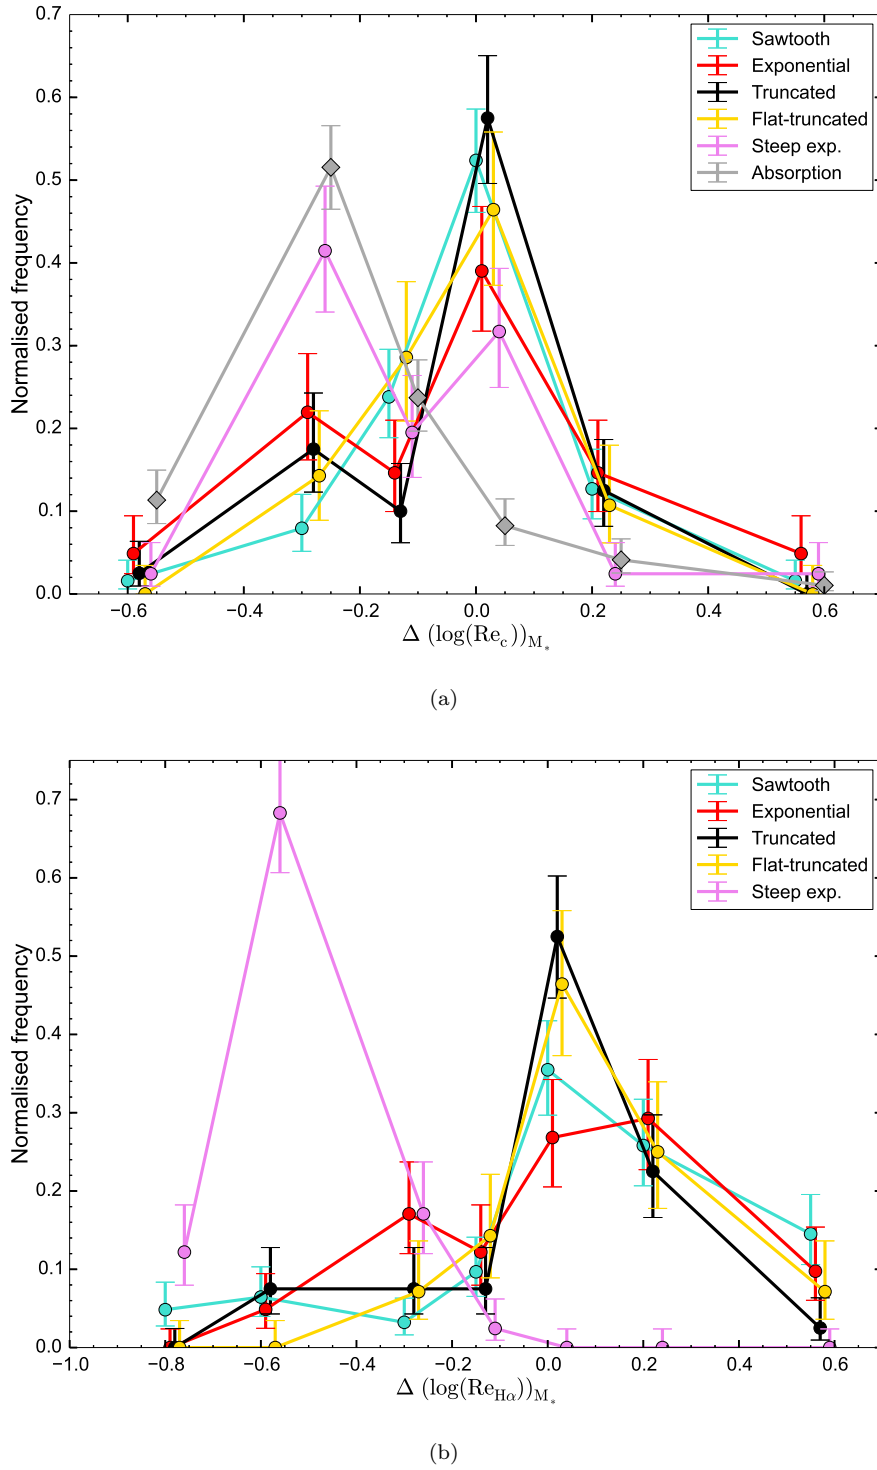 0.7
0.6
0.5
0.4
0.3
0.2
0.1
0.0
Normalised frequency
Sawtooth
Exponential
Truncated
Flat-truncated
Steep exp.
Absorption
−0.6 −0.4 −0.2 0.0 0.2 0.4 0.6
Δ (log(Re_c))_M_*
(a)
0.7
0.6
0.5
0.4
0.3
0.2
0.1
0.0
Normalised frequency
Sawtooth
Exponential
Truncated
Flat-truncated
Steep exp.
−1.0 −0.8 −0.6 −0.4 −0.2 0.0 0.2 0.4 0.6
Δ (log(Re_Hα))_M_*
(b)